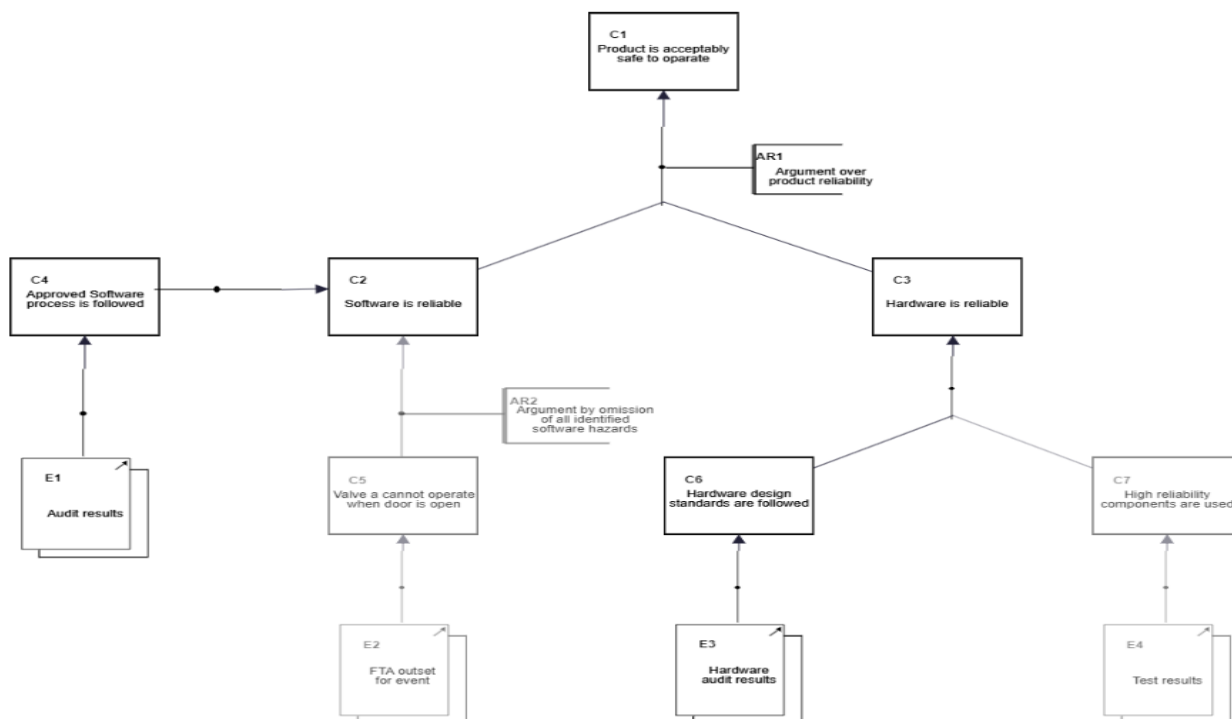 C1
Product is acceptably
safe to oparate
AR1
Argument over
product reliability
C4
Approved Software
process is followed
C2
Software is reliable
C3
Hardware is reliable
AR2
Argument by omission
of all identified
software hazards
E1
Audit results
C5
Valve a cannot operate
when door is open
C6
Hardware design
standards are followed
C7
High reliability
components are used
E2
FTA outset
for event
E3
Hardware
audit results
E4
Test results